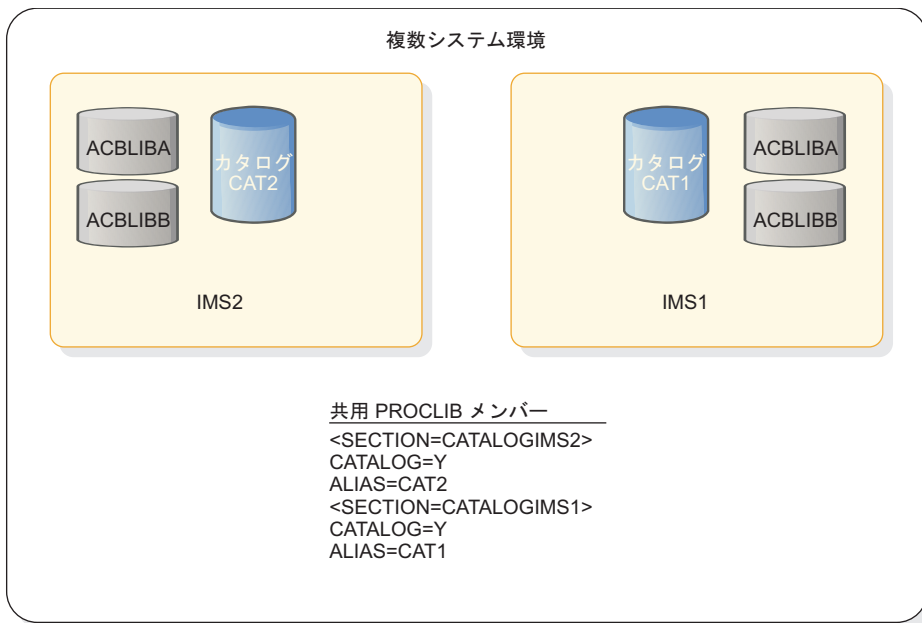 複数システム環境
ACBLIBA
ACBLIBB
カタログ
CAT2
IMS2
カタログ
CAT1
ACBLIBA
ACBLIBB
IMS1
共用 PROCLIB メンバー
<SECTION=CATALOGIMS2>
CATALOG=Y
ALIAS=CAT2
<SECTION=CATALOGIMS1>
CATALOG=Y
ALIAS=CAT1